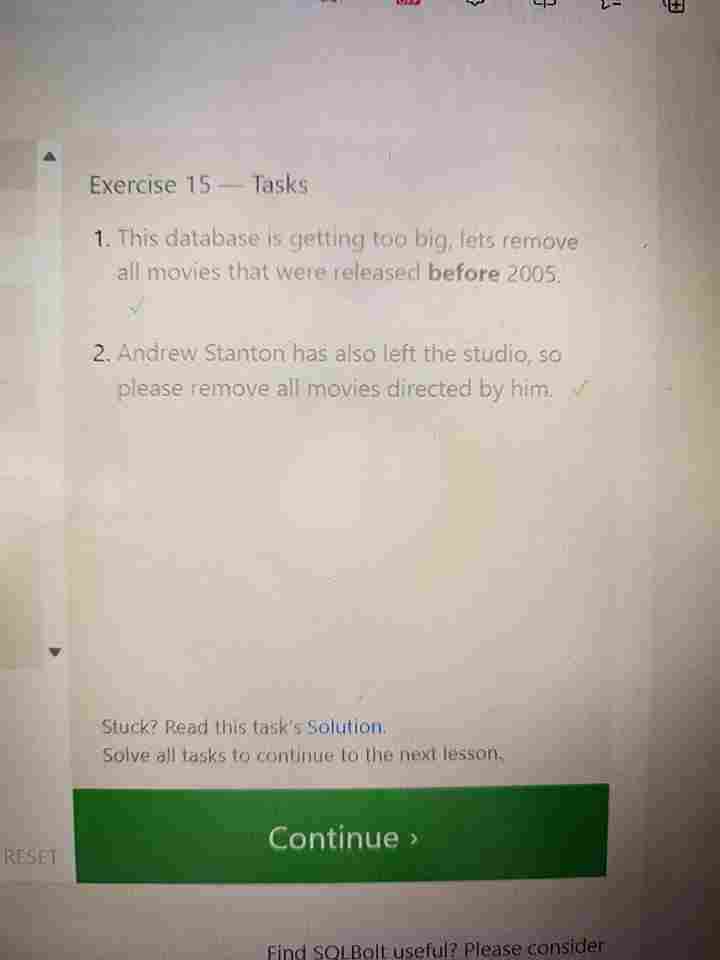 Exercise 15 — Tasks
1. This database is getting too big, lets remove
all movies that were released before 2005.
✓
2. Andrew Stanton has also left the studio, so
please remove all movies directed by him. ✓
Stuck? Read this task's Solution.
Solve all tasks to continue to the next lesson.
RESET
Continue ›
Find SQLBolt useful? Please consider